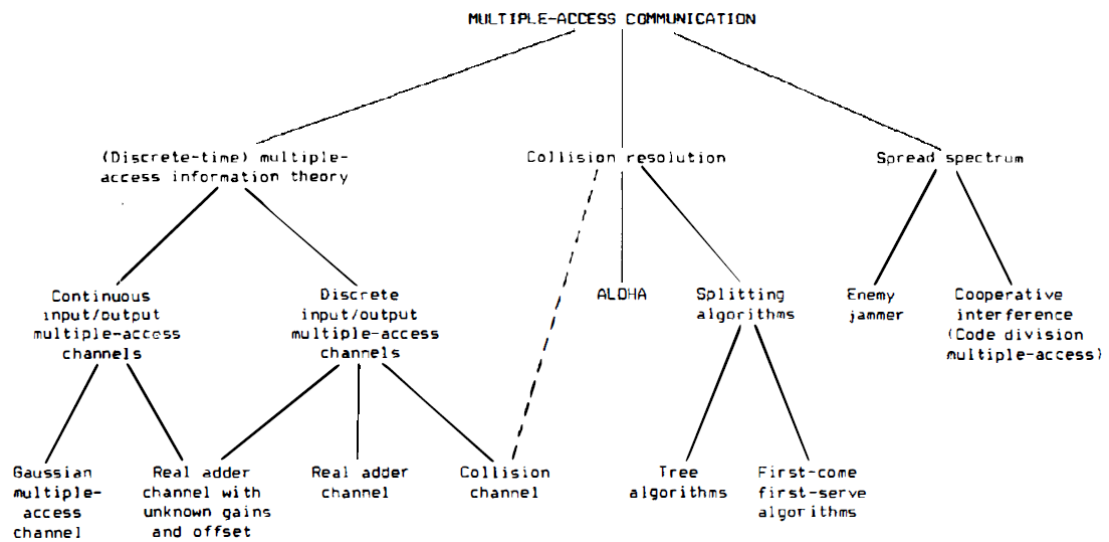 MULTIPLE-ACCESS COMMUNICATION
(Discrete-time) multiple-
access information theory
Collision resolution
Spread spectrum
Continuous
input/output
multiple-access
channels
Discrete
input/output
multiple-access
channels
ALOHA
Splitting
algorithms
Enemy
jammer
Cooperative
interference
(Code division
multiple-access)
Gaussian
multiple-
access
channel
Real adder
channel with
unknown gains
and offset
Real adder
channel
Collision
channel
Tree
algorithms
First-come
first-serve
algorithms